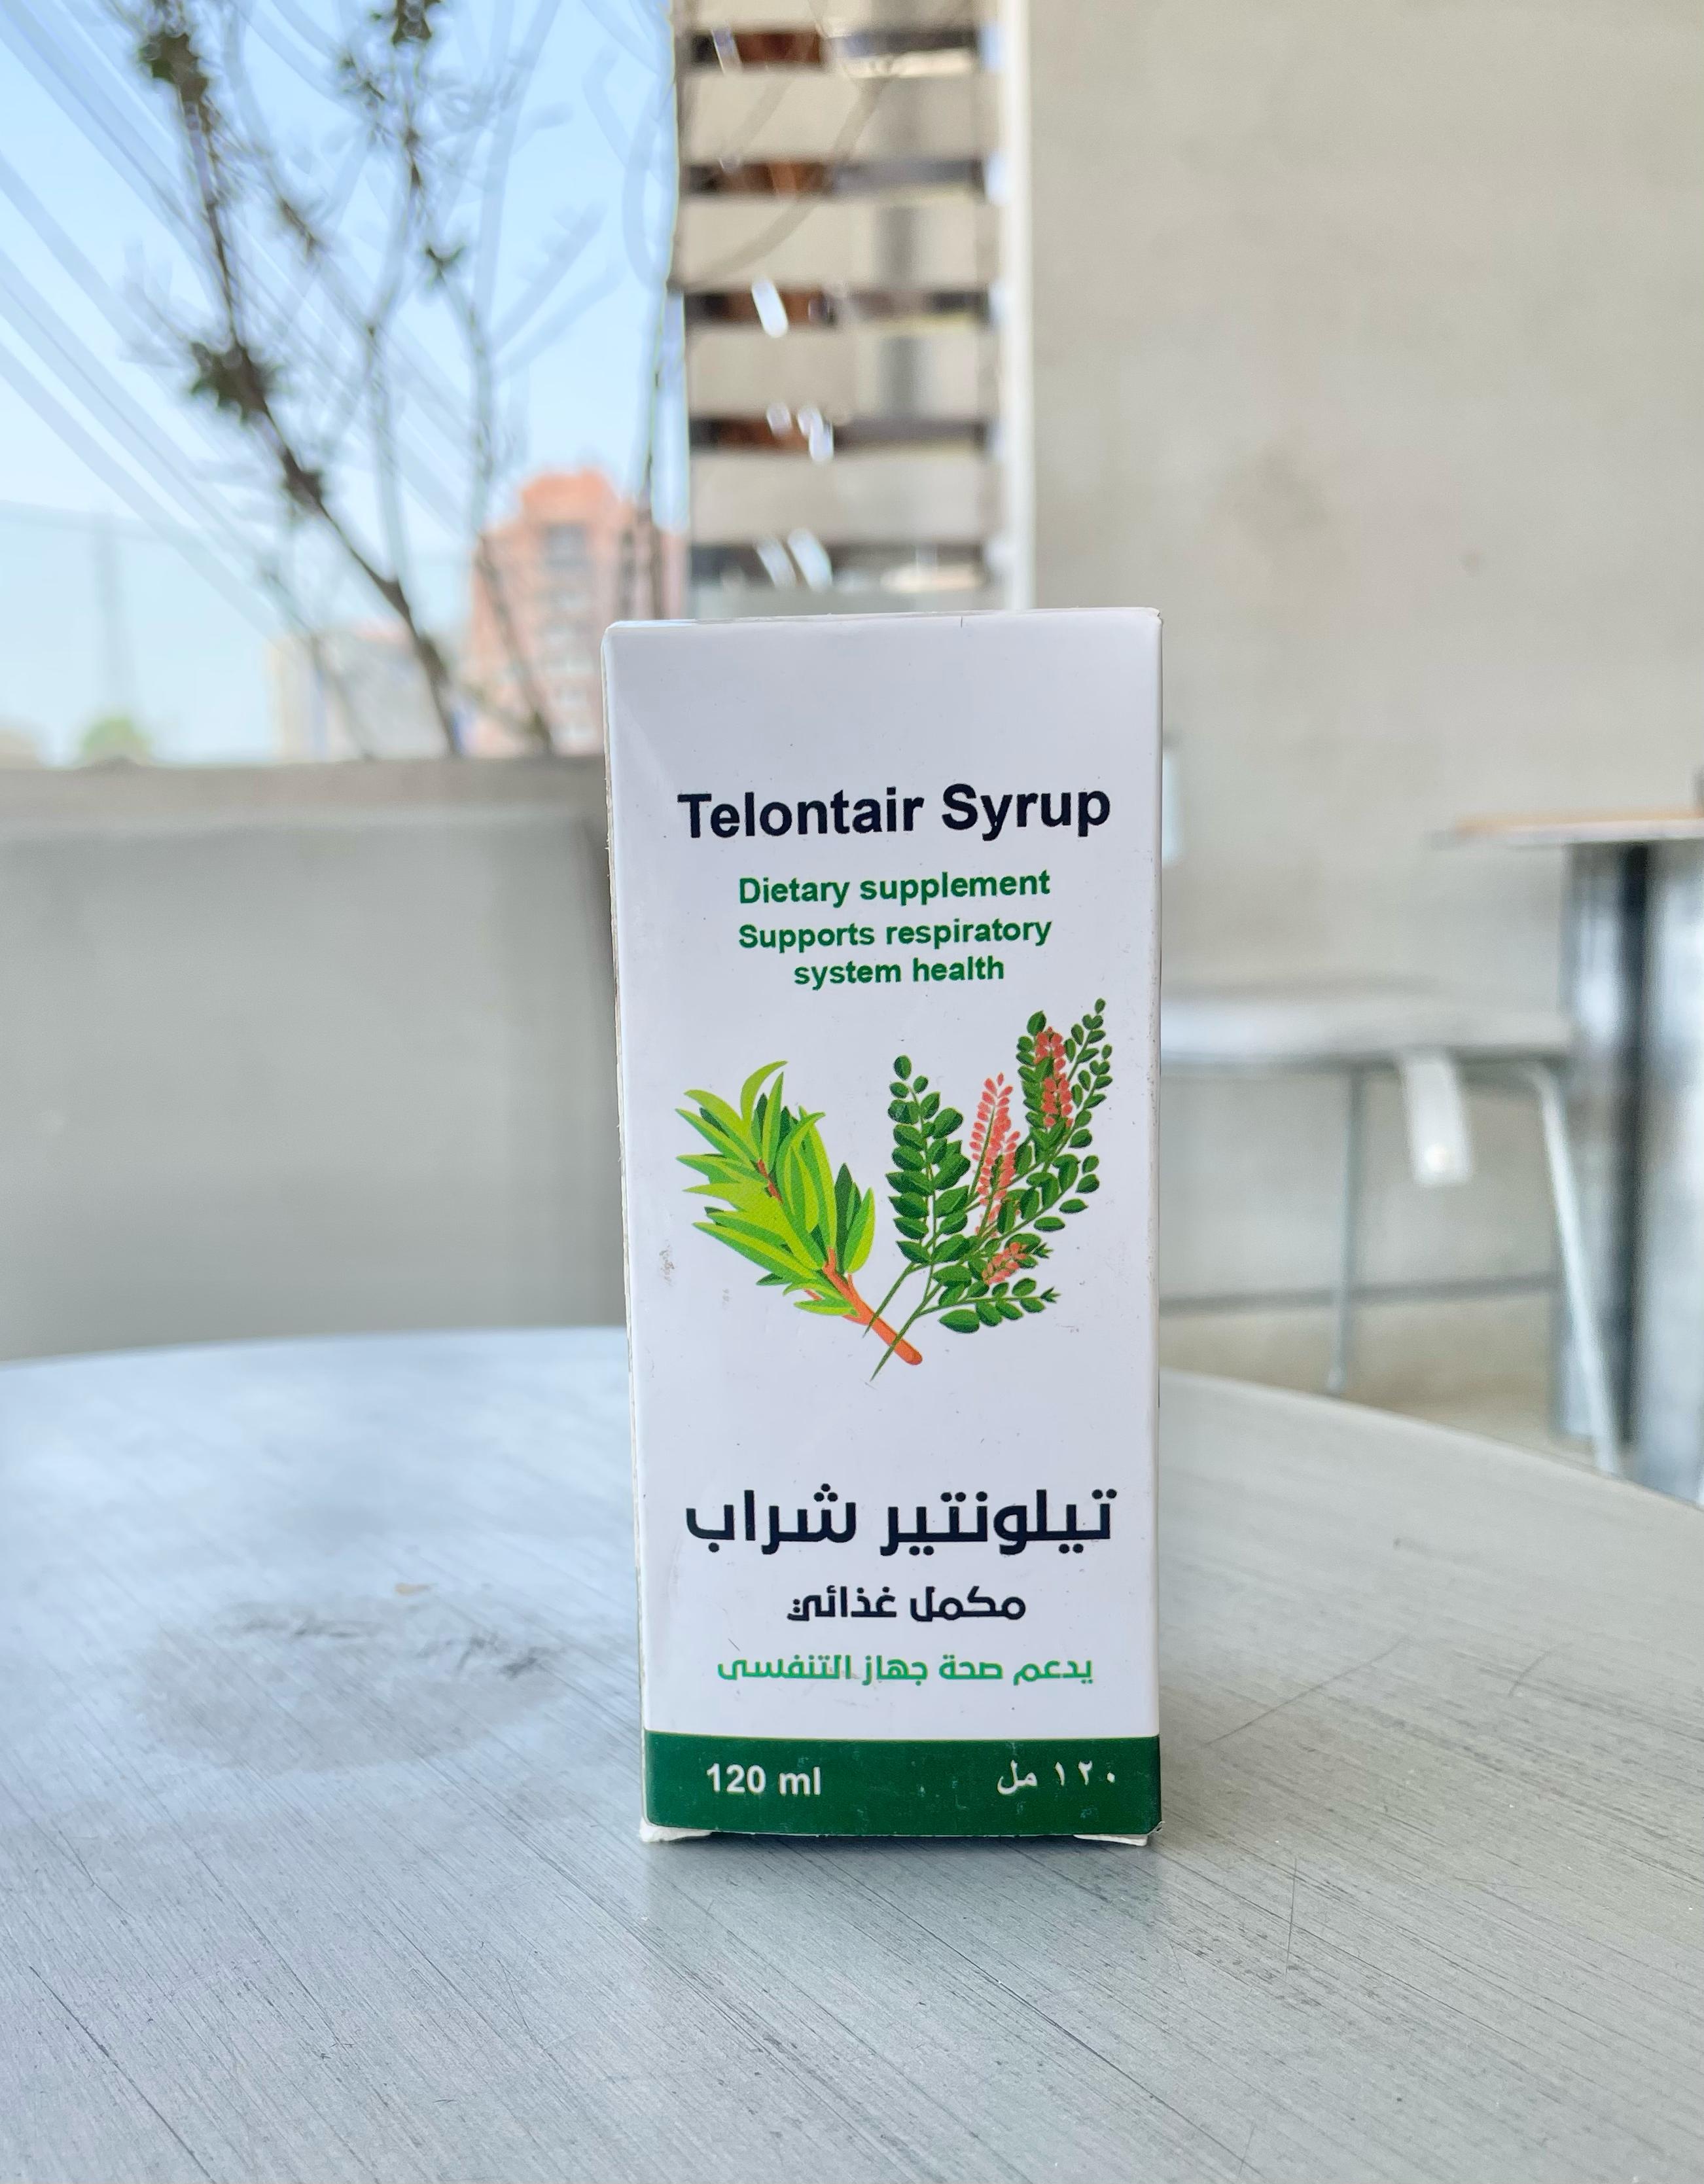 Telontair Syrup
Dietary supplement
Supports respiratory
system health
تيلونتير شراب
مكمل غذائي
يدعم صحة جهاز التنفسى
120 ml
١٢٠ مل